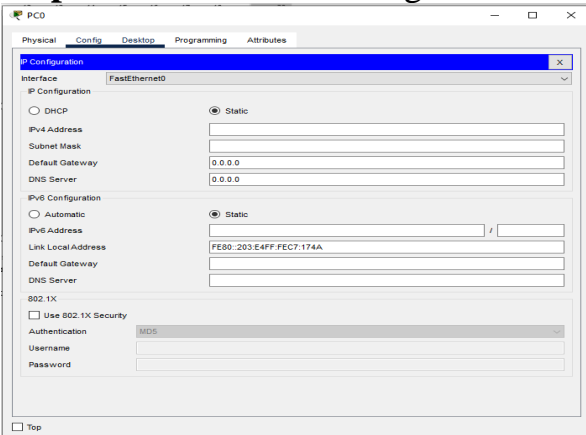 PC0
Physical Config Desktop Programming Attributes
IP Configuration X
Interface FastEthernet0
IP Configuration
DHCP Static
IPv4 Address
Subnet Mask
Default Gateway 0.0.0.0
DNS Server 0.0.0.0
IPv6 Configuration
Automatic Static
IPv6 Address /
Link Local Address FE80::203:E4FF:FEC7:174A
Default Gateway
DNS Server
802.1X
Use 802.1X Security
Authentication MD5
Username
Password
Top